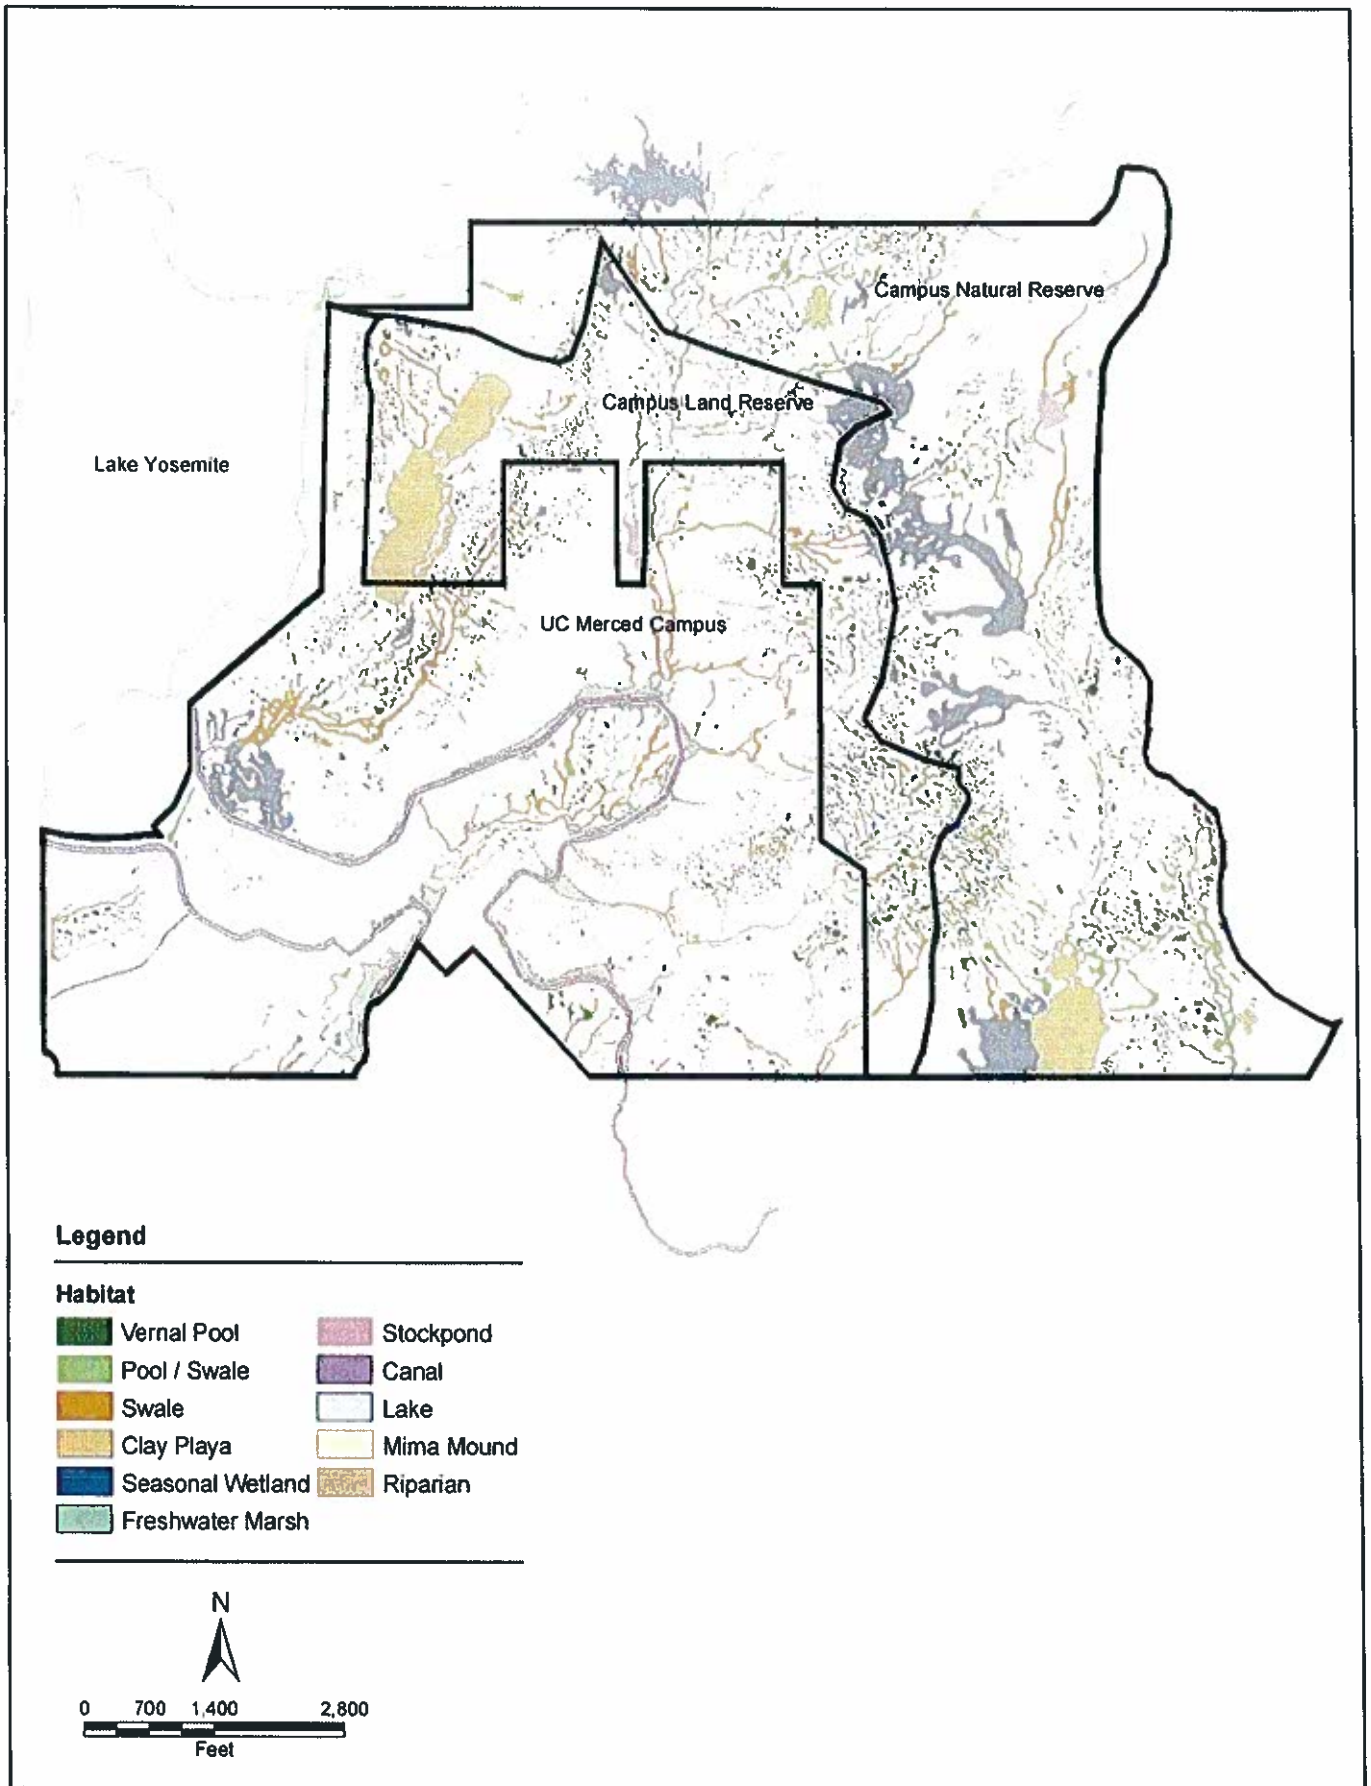 Campus Natural Reserve
Campus Land Reserve
Lake Yosemite
UC Merced Campus
Legend
Habitat
Vernal Pool
Stockpond
Pool / Swale
Canal
Swale
Lake
Clay Playa
Mima Mound
Seasonal Wetland
Riparian
Freshwater Marsh
N
0 700 1,400 2,800
Feet